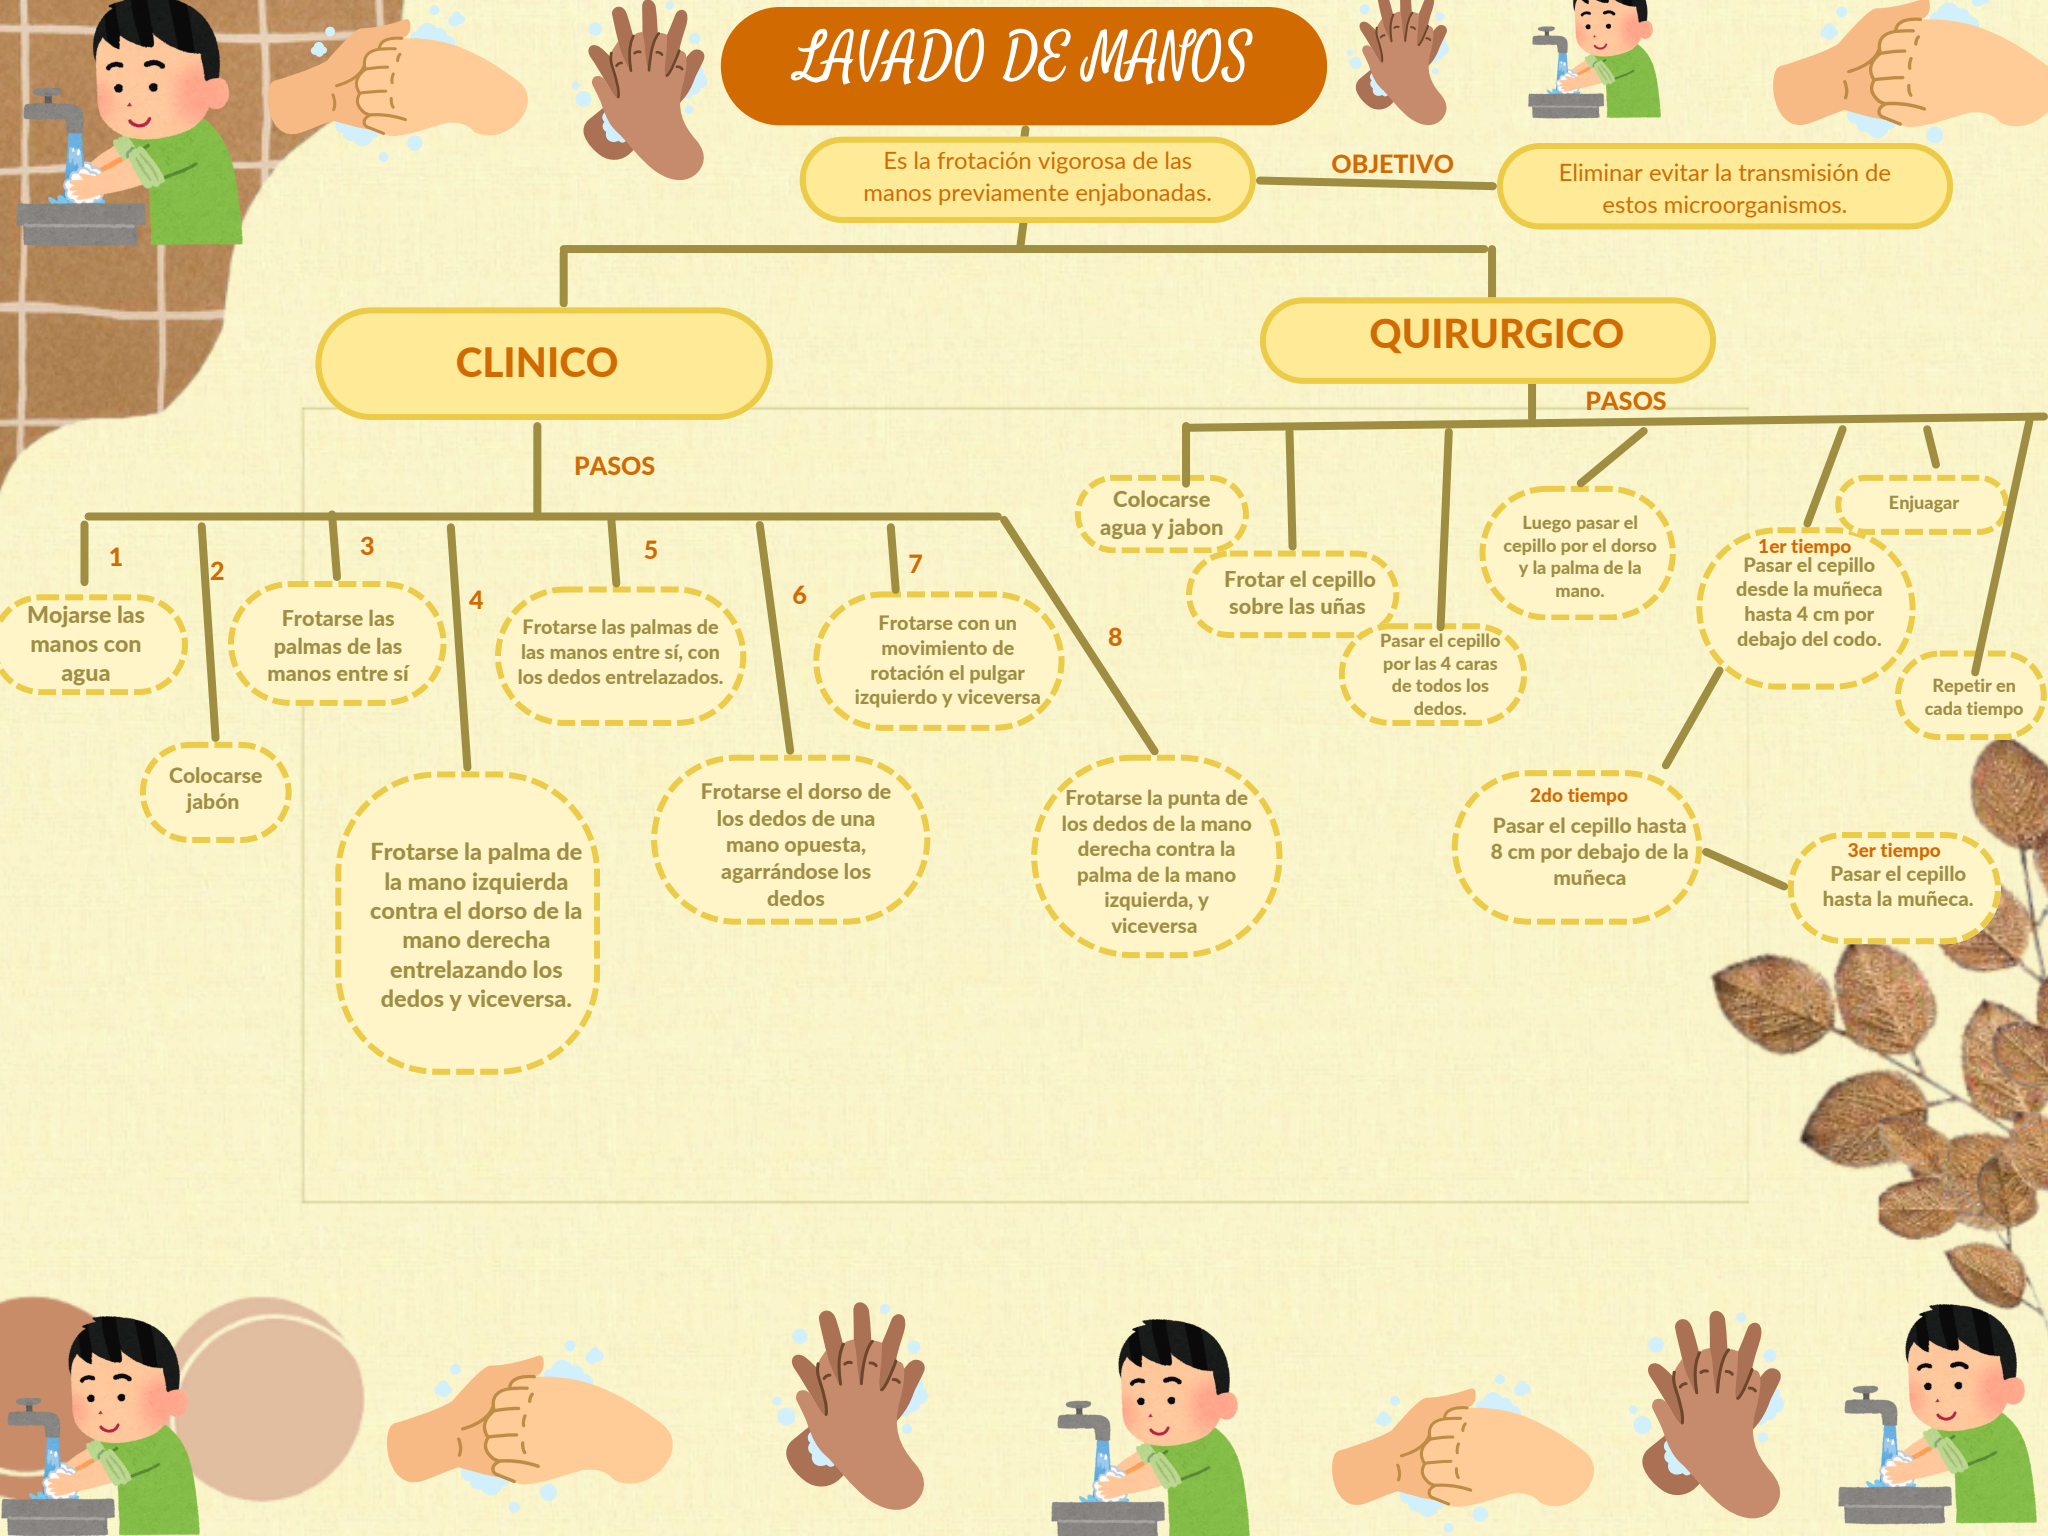 LAVADO DE MANOS
Es la frotación vigorosa de las
manos previamente enjabonadas.
OBJETIVO
Eliminar evitar la transmisión de
estos microorganismos.
CLINICO
PASOS
1
Mojarse las
manos con
agua
2
Colocarse
jabón
3
Frotarse las
palmas de las
manos entre sí
4
Frotarse la palma de
la mano izquierda
contra el dorso de la
mano derecha
entrelazando los
dedos y viceversa.
5
Frotarse las palmas de
las manos entre sí, con
los dedos entrelazados.
6
Frotarse el dorso de
los dedos de una
mano opuesta,
agarrándose los
dedos
7
Frotarse con un
movimiento de
rotación el pulgar
izquierdo y viceversa
8
Frotarse la punta de
los dedos de la mano
derecha contra la
palma de la mano
izquierda, y
viceversa
QUIRURGICO
PASOS
Colocarse
agua y jabon
Frotar el cepillo
sobre las uñas
Pasar el cepillo
por las 4 caras
de todos los
dedos.
Luego pasar el
cepillo por el dorso
y la palma de la
mano.
1er tiempo
Pasar el cepillo
desde la muñeca
hasta 4 cm por
debajo del codo.
2do tiempo
Pasar el cepillo hasta
8 cm por debajo de la
muñeca
3er tiempo
Pasar el cepillo
hasta la muñeca.
Enjuagar
Repetir en
cada tiempo